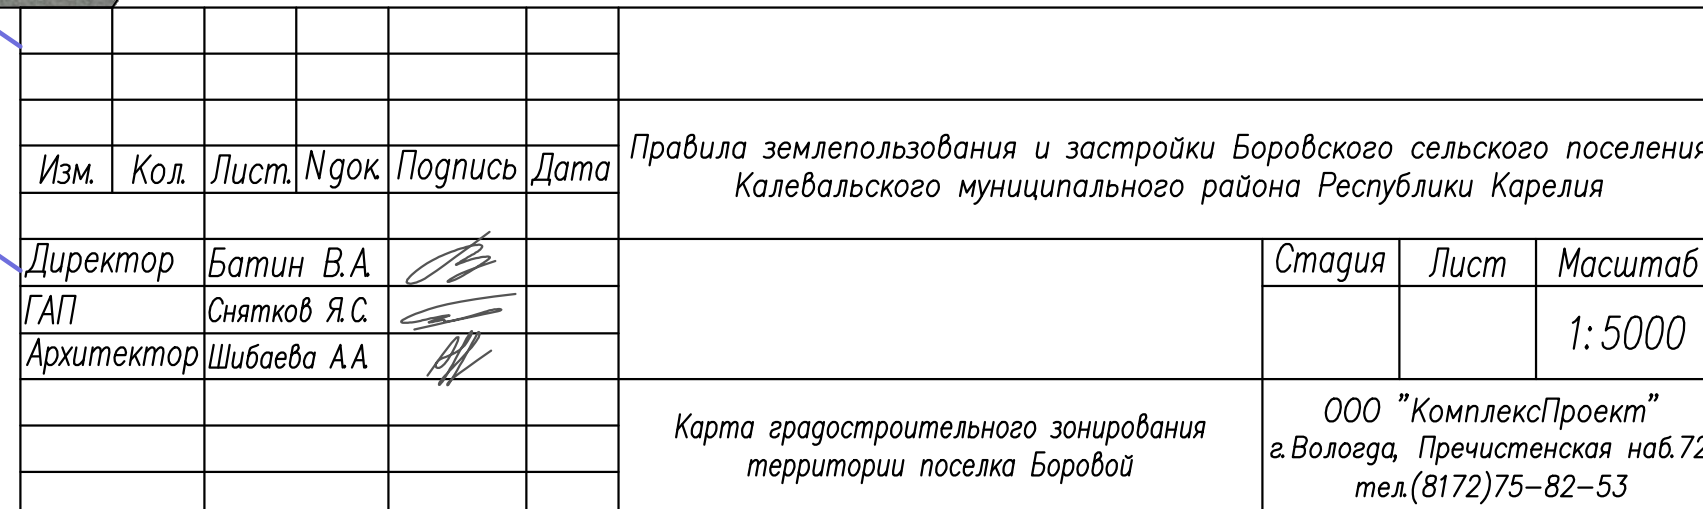 Правила землепользования и застройки Боровского сельского поселения
Калевальского муниципального района Республики Карелия
Изм. Кол. Лист. Nдок. Подпись Дата
Директор Батин В.А.
ГАП Снятков Я.С.
Архитектор Шибаева А.А.
Стадия Лист Масштаб
1:5000
Карта градостроительного зонирования
территории поселка Боровой
ООО "КомплексПроект"
г.Вологда, Пречистенская наб.72
тел.(8172)75-82-53